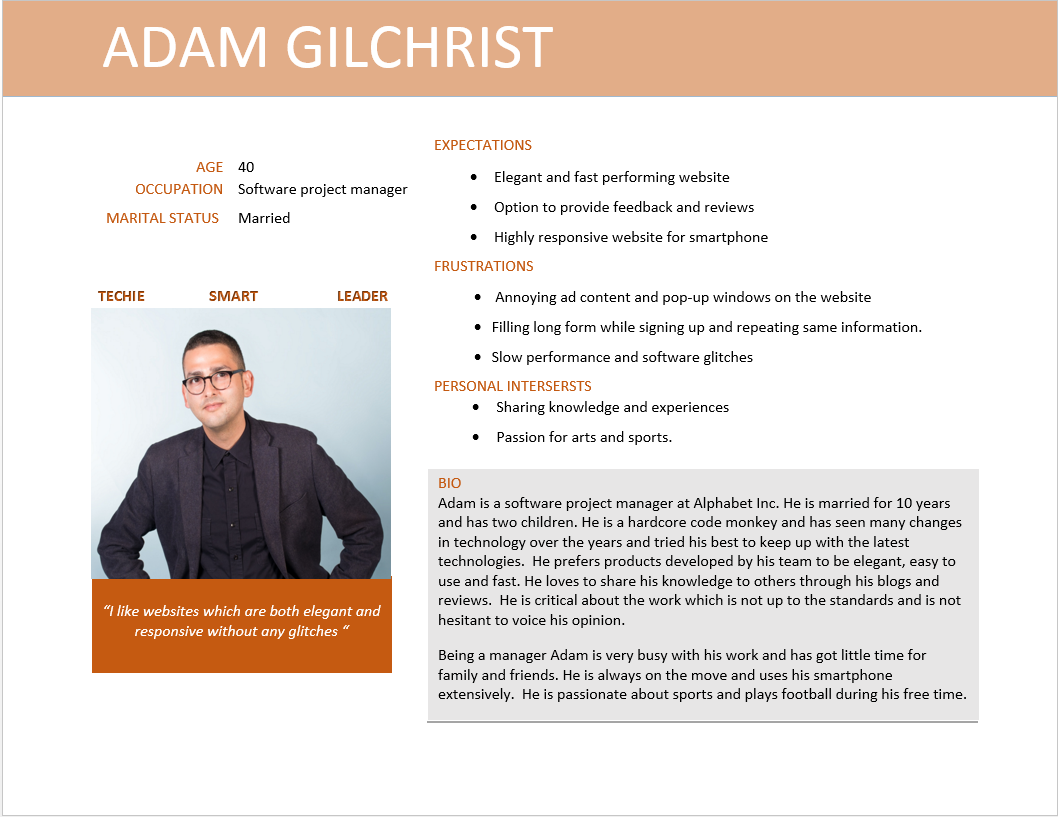 ADAM GILCHRIST
AGE 40
OCCUPATION Software project manager
MARITAL STATUS Married
TECHIE SMART LEADER
“I like websites which are both elegant and
responsive without any glitches “
EXPECTATIONS
• Elegant and fast performing website
• Option to provide feedback and reviews
• Highly responsive website for smartphone
FRUSTRATIONS
• Annoying ad content and pop-up windows on the website
• Filling long form while signing up and repeating same information.
• Slow performance and software glitches
PERSONAL INTERSERSTS
• Sharing knowledge and experiences
• Passion for arts and sports.
BIO
Adam is a software project manager at Alphabet Inc. He is married for 10 years
and has two children. He is a hardcore code monkey and has seen many changes
in technology over the years and tried his best to keep up with the latest
technologies.  He prefers products developed by his team to be elegant, easy to
use and fast. He loves to share his knowledge to others through his blogs and
reviews.  He is critical about the work which is not up to the standards and is not
hesitant to voice his opinion.
Being a manager Adam is very busy with his work and has got little time for
family and friends. He is always on the move and uses his smartphone
extensively.  He is passionate about sports and plays football during his free time.